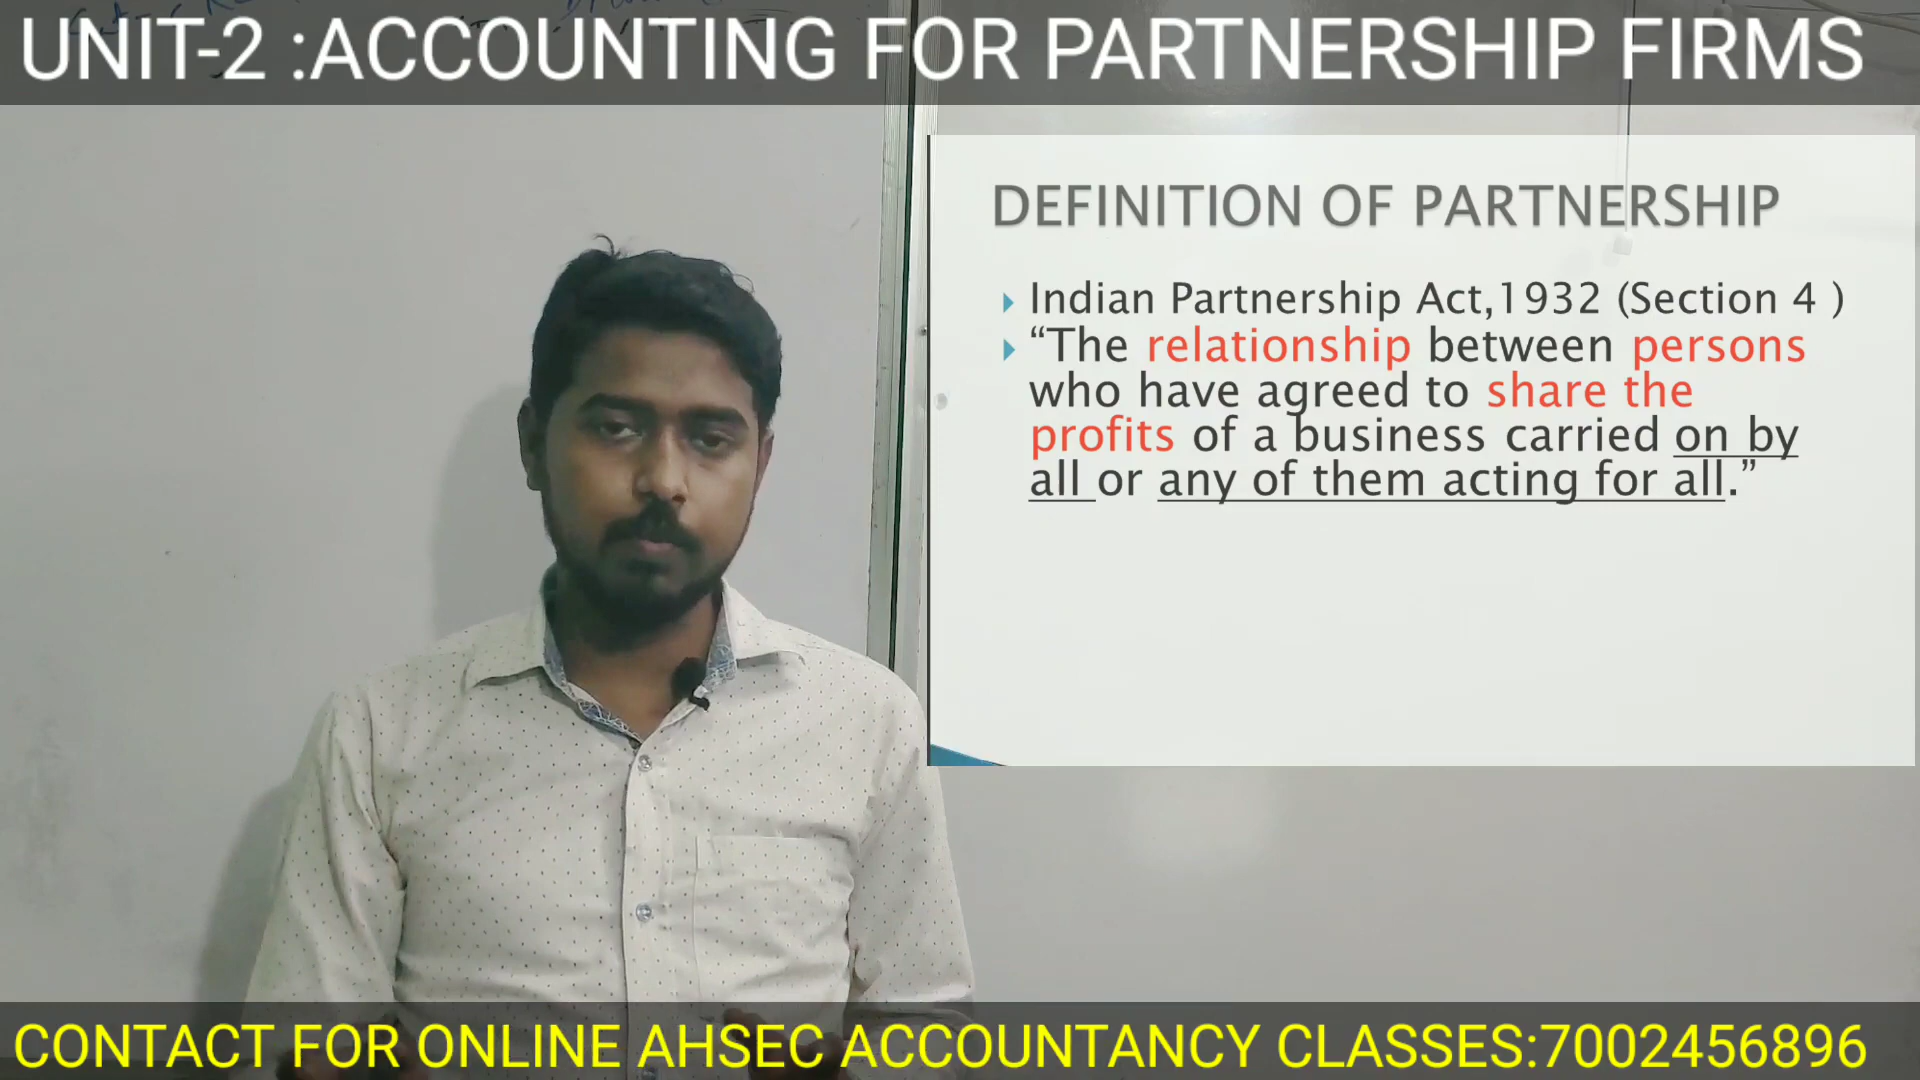 UNIT-2 :ACCOUNTING FOR PARTNERSHIP FIRMS
DEFINITION OF PARTNERSHIP
Indian Partnership Act,1932 (Section 4 )
“The relationship between persons
who have agreed to share the
profits of a business carried on by
all or any of them acting for all.”
CONTACT FOR ONLINE AHSEC ACCOUNTANCY CLASSES:7002456896